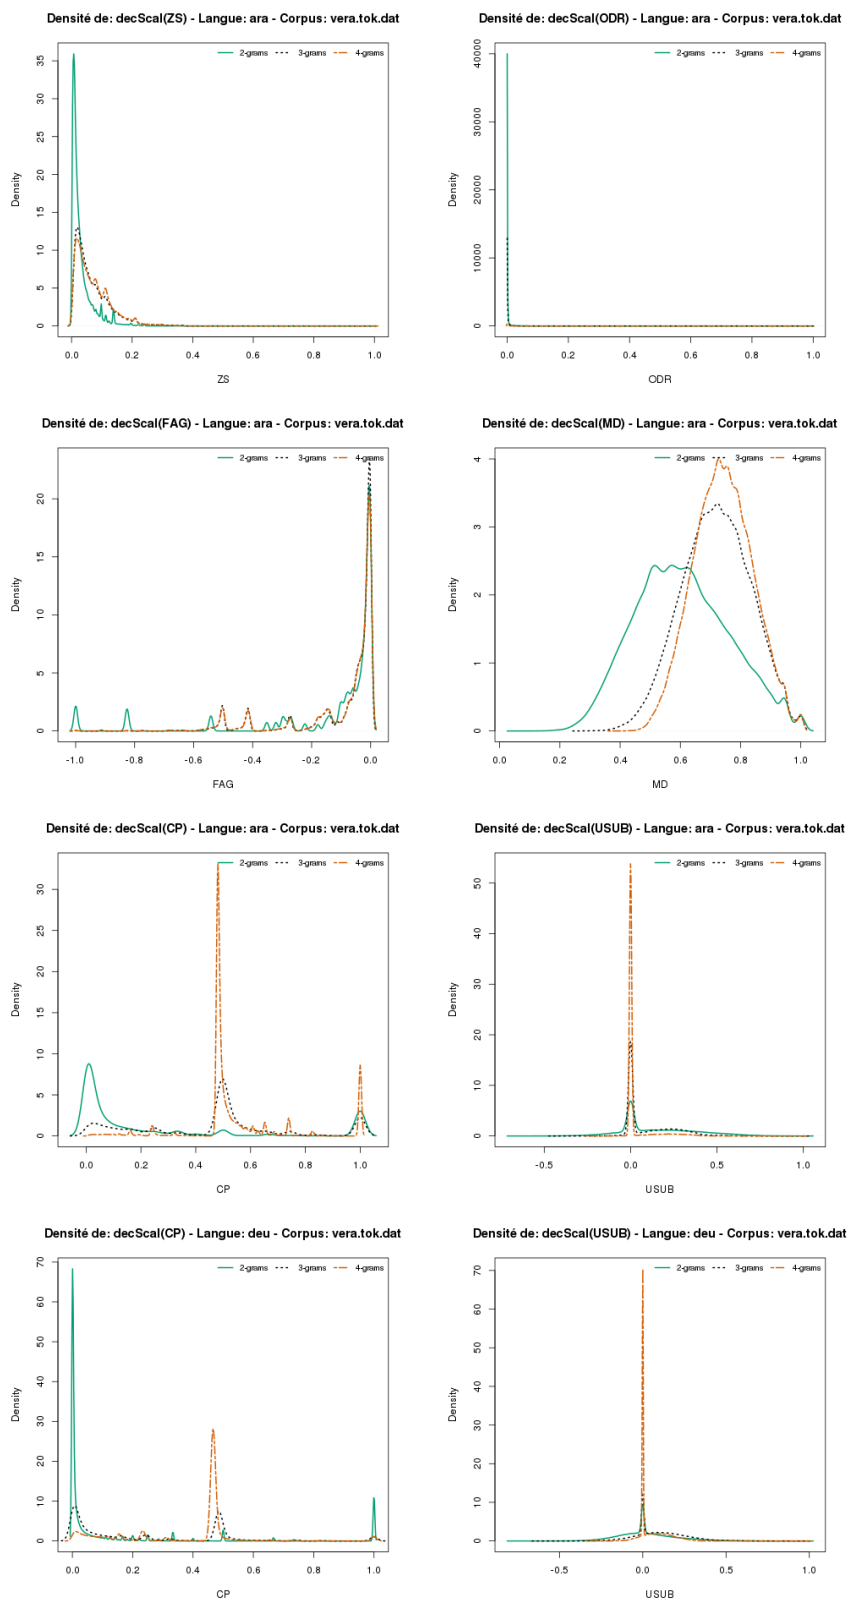 Densité de: decScal(ZS) - Langue: ara - Corpus: vera.tok.dat
2-grams 3-grams 4-grams
Density
0 5 10 15 20 25 30 35
0.0 0.2 0.4 0.6 0.8 1.0
ZS
Densité de: decScal(ODR) - Langue: ara - Corpus: vera.tok.dat
2-grams 3-grams 4-grams
Density
0 10000 20000 30000 40000
0.0 0.2 0.4 0.6 0.8 1.0
ODR
Densité de: decScal(FAG) - Langue: ara - Corpus: vera.tok.dat
2-grams 3-grams 4-grams
Density
0 5 10 15 20
-1.0 -0.8 -0.6 -0.4 -0.2 0.0
FAG
Densité de: decScal(MD) - Langue: ara - Corpus: vera.tok.dat
2-grams 3-grams 4-grams
Density
0 1 2 3 4
0.0 0.2 0.4 0.6 0.8 1.0
MD
Densité de: decScal(CP) - Langue: ara - Corpus: vera.tok.dat
2-grams 3-grams 4-grams
Density
0 5 10 15 20 25 30
0.0 0.2 0.4 0.6 0.8 1.0
CP
Densité de: decScal(USUB) - Langue: ara - Corpus: vera.tok.dat
2-grams 3-grams 4-grams
Density
0 10 20 30 40 50
-0.5 0.0 0.5 1.0
USUB
Densité de: decScal(CP) - Langue: deu - Corpus: vera.tok.dat
2-grams 3-grams 4-grams
Density
0 10 20 30 40 50 60 70
0.0 0.2 0.4 0.6 0.8 1.0
CP
Densité de: decScal(USUB) - Langue: deu - Corpus: vera.tok.dat
2-grams 3-grams 4-grams
Density
0 10 20 30 40 50 60 70
-0.5 0.0 0.5 1.0
USUB